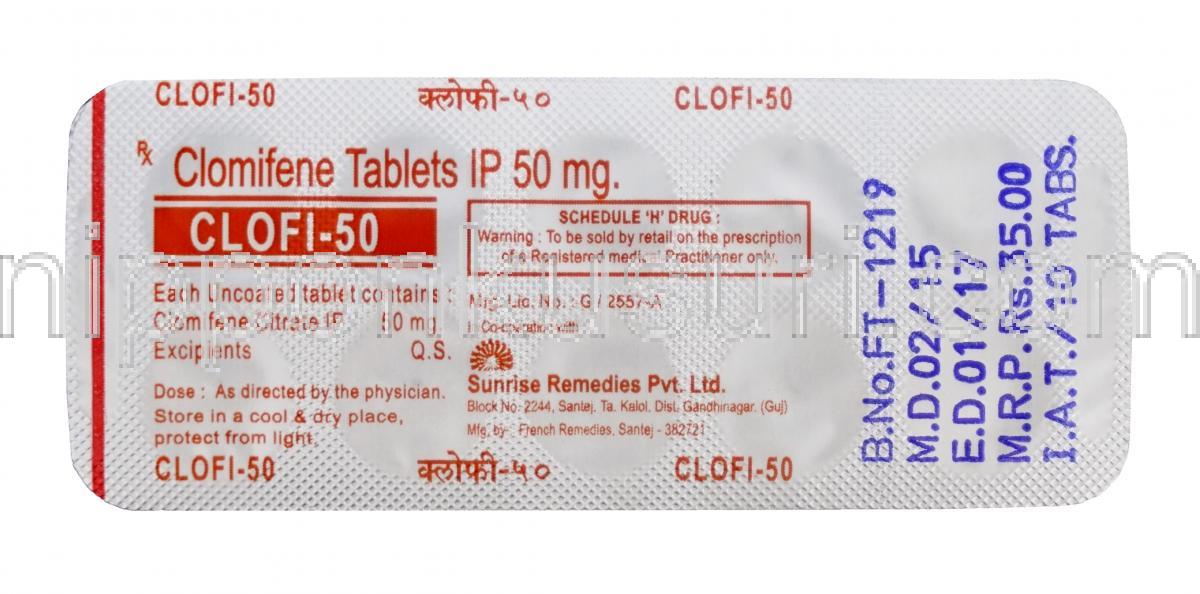 CLOFI-50 क्लोफी-५० CLOFI-50
Rx Clomifene Tablets IP 50 mg.
CLOFI-50
SCHEDULE 'H' DRUG :
Warning : To be sold by retail on the prescription
of a Registered medical Practitioner only.
Each Uncoated tablet contains :
Clomifene Citrate IP 50 mg.
Excipients Q.S.
Dose : As directed by the physician.
Store in a cool & dry place,
protect from light.
Mfg. Lic. No. : G / 2557-A
In Co-operation with
Sunrise Remedies Pvt. Ltd.
Block No. 2244, Santej. Ta. Kalol. Dist. Gandhinagar. (Guj)
Mfg. by : French Remedies, Santej - 382721
CLOFI-50 क्लोफी-५० CLOFI-50
B.No.FT-1219
M.D.02/15
E.D.01/17
M.R.P.Rs.35.00
I.A.T./10 TABS.
nipponkusuri.com